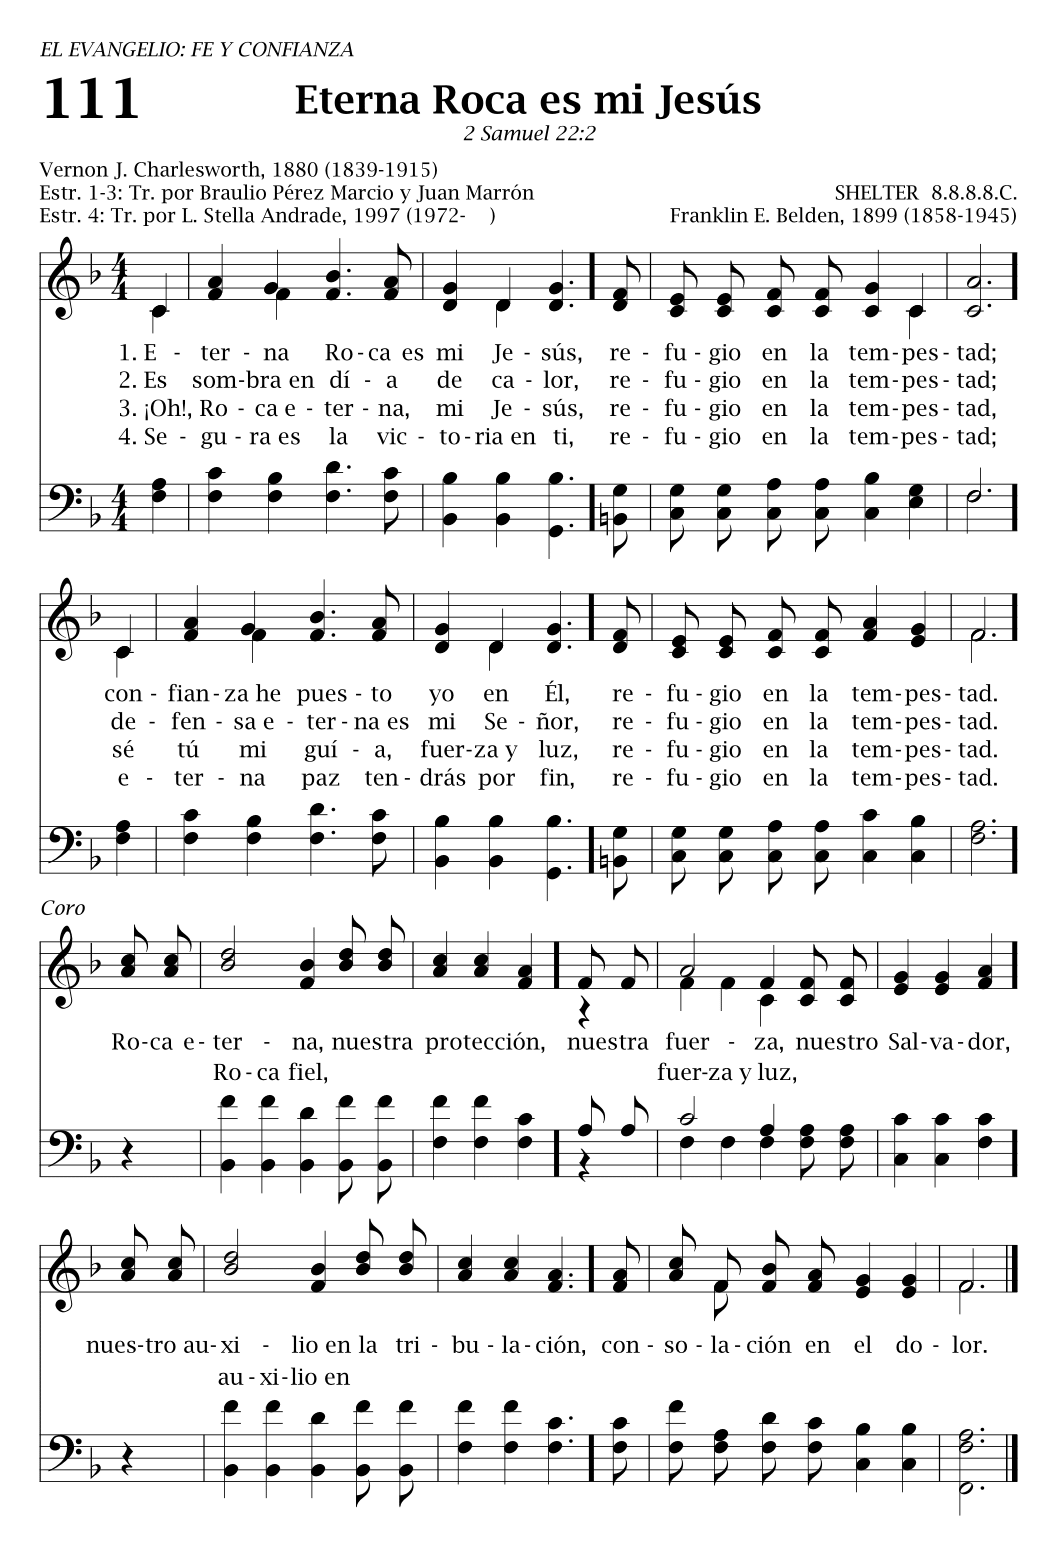 EL EVANGELIO: FE Y CONFIANZA
111
Eterna Roca es mi Jesús
2 Samuel 22:2
Vernon J. Charlesworth, 1880 (1839-1915)
Estr. 1-3: Tr. por Braulio Pérez Marcio y Juan Marrón
SHELTER 8.8.8.8.C.
Estr. 4: Tr. por L. Stella Andrade, 1997 (1972- )
Franklin E. Belden, 1899 (1858-1945)
1. E - ter - na Ro - ca es mi Je - sús, re - fu - gio en la tem - pes - tad;
2. Es som - bra en dí - a de ca - lor, re - fu - gio en la tem - pes - tad;
3. ¡Oh!, Ro - ca e - ter - na, mi Je - sús, re - fu - gio en la tem - pes - tad,
4. Se - gu - ra es la vic - to - ria en ti, re - fu - gio en la tem - pes - tad;
con - fian - za he pues - to yo en Él, re - fu - gio en la tem - pes - tad.
de - fen - sa e - ter - na es mi Se - ñor, re - fu - gio en la tem - pes - tad.
sé tú mi guí - a, fuer - za y luz, re - fu - gio en la tem - pes - tad.
e - ter - na paz ten - drás por fin, re - fu - gio en la tem - pes - tad.
Coro
Ro - ca e - ter - na, nuestra protección, nuestra fuer - za, nuestro Sal - va - dor,
Ro - ca fiel, fuer - za y luz,
nues - tro au - xi - lio en la tri - bu - la - ción, con - so - la - ción en el do - lor.
au - xi - lio en